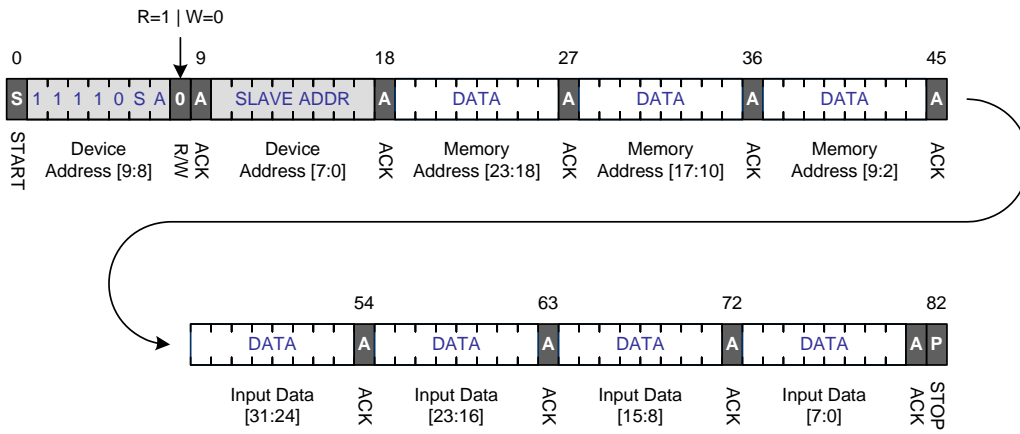 R=1 | W=0
0 9 18 27 36 45
S 1 1 1 1 0 S A 0 A SLAVE ADDR A DATA A DATA A DATA A
START Device Address [9:8] R/W ACK Device Address [7:0] ACK Memory Address [23:18] ACK Memory Address [17:10] ACK Memory Address [9:2] ACK
54 63 72 82
DATA A DATA A DATA A DATA A P
Input Data [31:24] ACK Input Data [23:16] ACK Input Data [15:8] ACK Input Data [7:0] ACK STOP